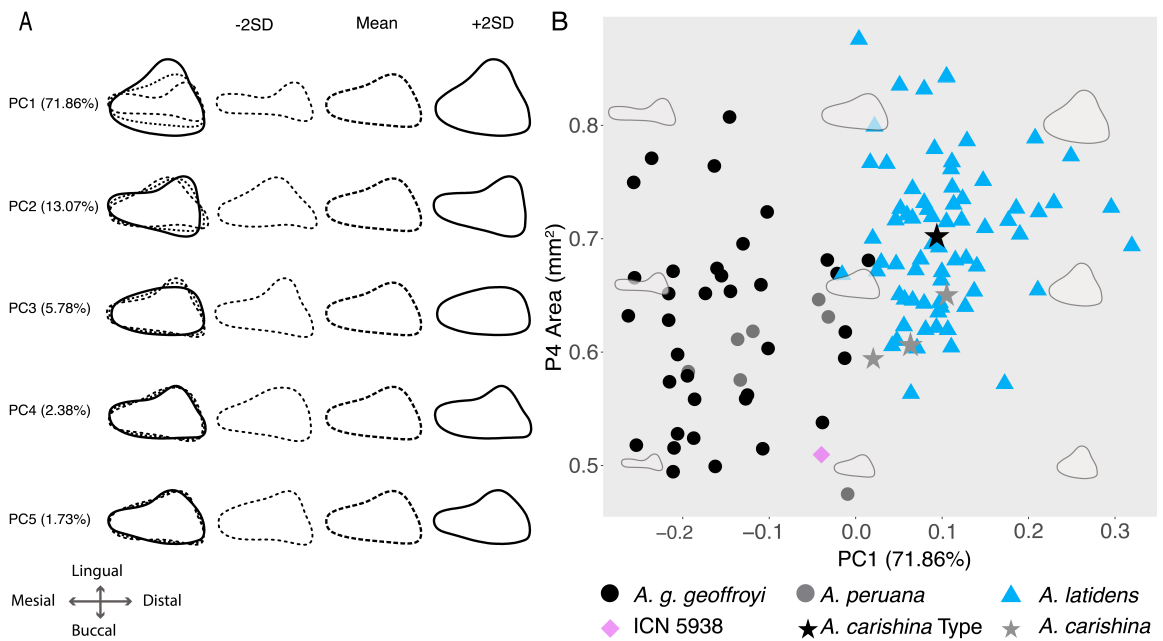 A
-2SD Mean +2SD
PC1 (71.86%)
PC2 (13.07%)
PC3 (5.78%)
PC4 (2.38%)
PC5 (1.73%)
Lingual
Mesial Distal
Buccal
B
P4 Area (mm²)
0.8
0.7
0.6
0.5
−0.2 −0.1 0.0 0.1 0.2 0.3
PC1 (71.86%)
A. g. geoffroyi A. peruana A. latidens
ICN 5938 A. carishina Type A. carishina